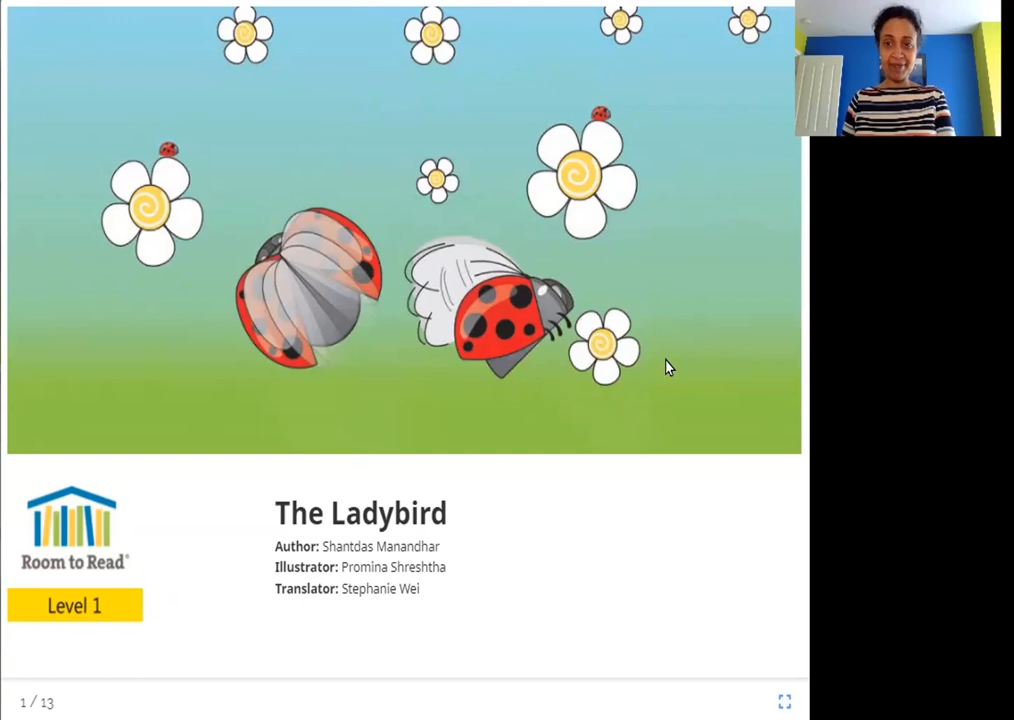 The Ladybird
Author: Shantdas Manandhar
Illustrator: Promina Shreshtha
Translator: Stephanie Wei
Room to Read®
Level 1
1 / 13